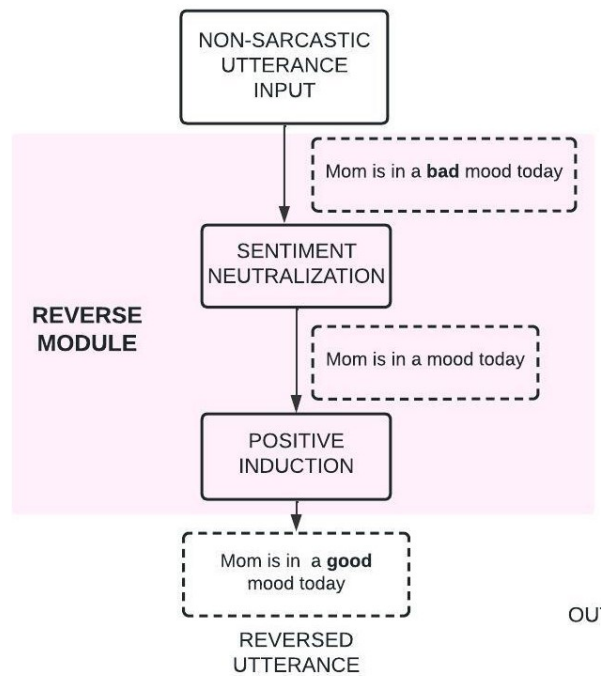 NON-SARCASTIC
UTTERANCE
INPUT
Mom is in a bad mood today
SENTIMENT
NEUTRALIZATION
REVERSE
MODULE
Mom is in a mood today
POSITIVE
INDUCTION
Mom is in a good
mood today
OUT
REVERSED
UTTERANCE